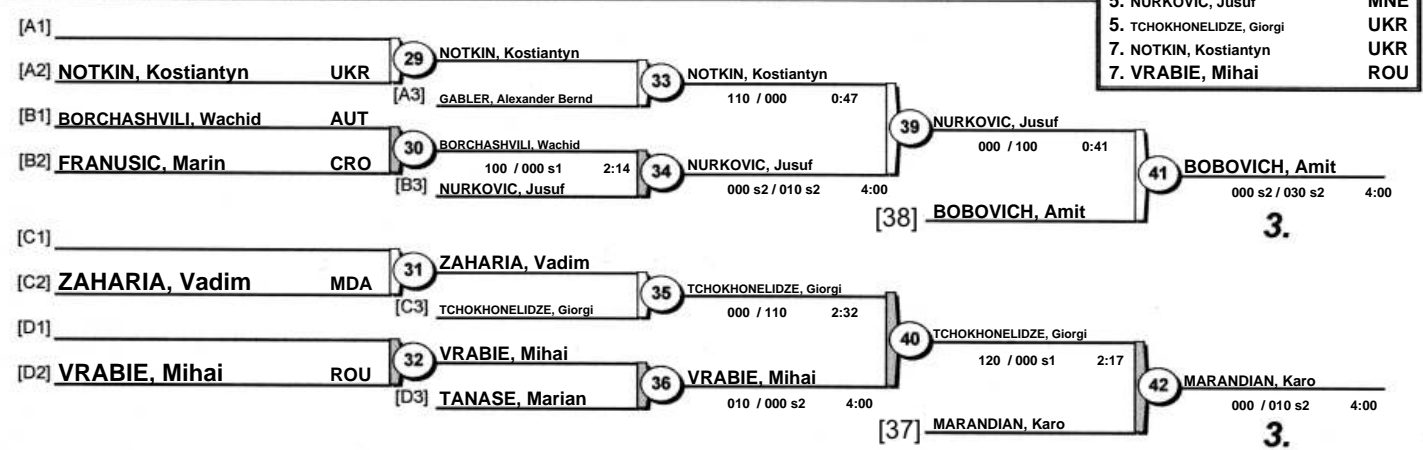 5. NURKOVIC, Jusuf MNE
5. TCHOKHONELIDZE, Giorgi UKR
7. NOTKIN, Kostiantyn UKR
7. VRABIE, Mihai ROU
[A1]
[A2] NOTKIN, Kostiantyn UKR
29
NOTKIN, Kostiantyn
[A3] GABLER, Alexander Bernd
33
NOTKIN, Kostiantyn
110 / 000 0:47
[B1] BORCHASHVILI, Wachid AUT
[B2] FRANUSIC, Marin CRO
30
BORCHASHVILI, Wachid
100 / 000 s1 2:14
[B3] NURKOVIC, Jusuf
34
NURKOVIC, Jusuf
000 s2 / 010 s2 4:00
39
NURKOVIC, Jusuf
000 / 100 0:41
[38] BOBOVICH, Amit
41
BOBOVICH, Amit
000 s2 / 030 s2 4:00
3.
[C1]
[C2] ZAHARIA, Vadim MDA
31
ZAHARIA, Vadim
[C3] TCHOKHONELIDZE, Giorgi
35
TCHOKHONELIDZE, Giorgi
000 / 110 2:32
[D1]
[D2] VRABIE, Mihai ROU
32
VRABIE, Mihai
[D3] TANASE, Marian
36
VRABIE, Mihai
010 / 000 s2 4:00
40
TCHOKHONELIDZE, Giorgi
120 / 000 s1 2:17
[37] MARANDIAN, Karo
42
MARANDIAN, Karo
000 / 010 s2 4:00
3.